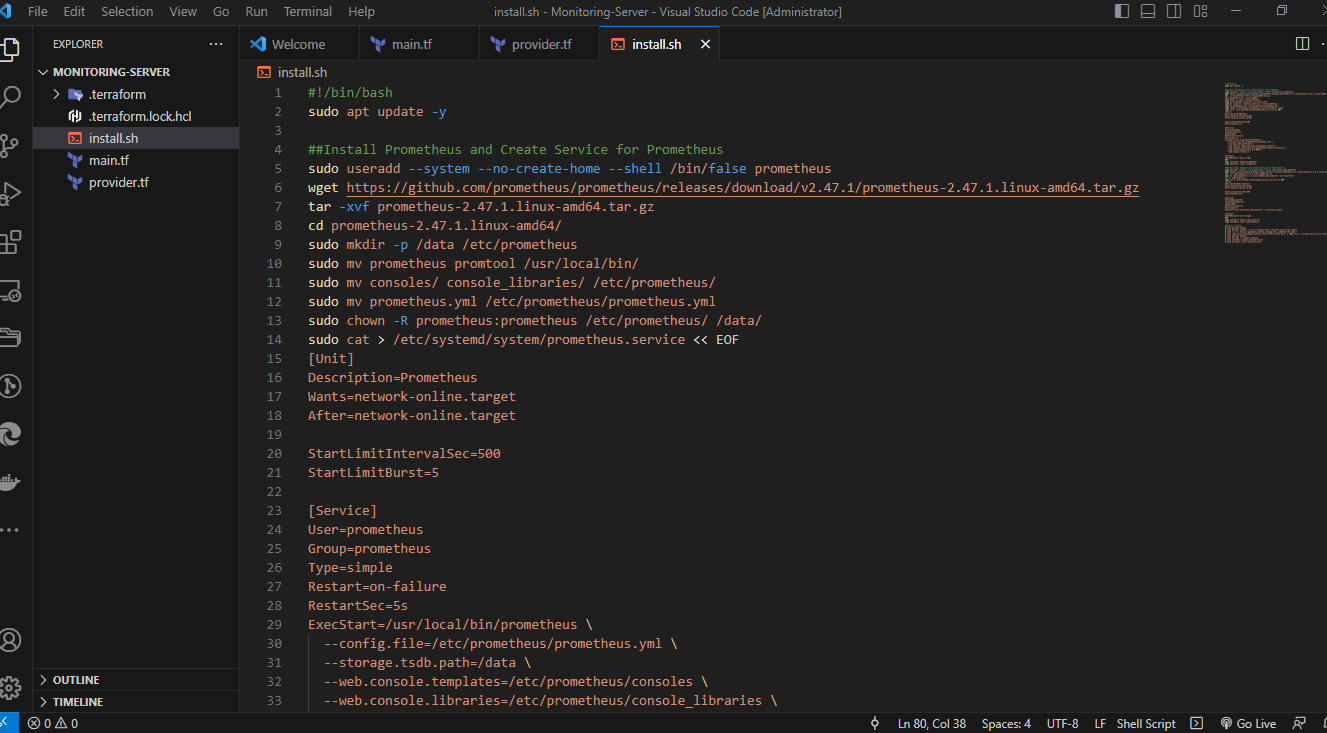 File Edit Selection View Go Run Terminal Help install.sh - Monitoring-Server - Visual Studio Code [Administrator]
EXPLORER ...
MONITORING-SERVER
.terraform
.terraform.lock.hcl
install.sh
main.tf
provider.tf
OUTLINE
TIMELINE
Welcome main.tf provider.tf install.sh
install.sh
1 #!/bin/bash
2 sudo apt update -y
3
4 ##Install Prometheus and Create Service for Prometheus
5 sudo useradd --system --no-create-home --shell /bin/false prometheus
6 wget https://github.com/prometheus/prometheus/releases/download/v2.47.1/prometheus-2.47.1.linux-amd64.tar.gz
7 tar -xvf prometheus-2.47.1.linux-amd64.tar.gz
8 cd prometheus-2.47.1.linux-amd64/
9 sudo mkdir -p /data /etc/prometheus
10 sudo mv prometheus promtool /usr/local/bin/
11 sudo mv consoles/ console_libraries/ /etc/prometheus/
12 sudo mv prometheus.yml /etc/prometheus/prometheus.yml
13 sudo chown -R prometheus:prometheus /etc/prometheus/ /data/
14 sudo cat > /etc/systemd/system/prometheus.service << EOF
15 [Unit]
16 Description=Prometheus
17 Wants=network-online.target
18 After=network-online.target
19
20 StartLimitIntervalSec=500
21 StartLimitBurst=5
22
23 [Service]
24 User=prometheus
25 Group=prometheus
26 Type=simple
27 Restart=on-failure
28 RestartSec=5s
29 ExecStart=/usr/local/bin/prometheus \
30 --config.file=/etc/prometheus/prometheus.yml \
31 --storage.tsdb.path=/data \
32 --web.console.templates=/etc/prometheus/consoles \
33 --web.console.libraries=/etc/prometheus/console_libraries \
0 0 Ln 80, Col 38 Spaces: 4 UTF-8 LF Shell Script Go Live